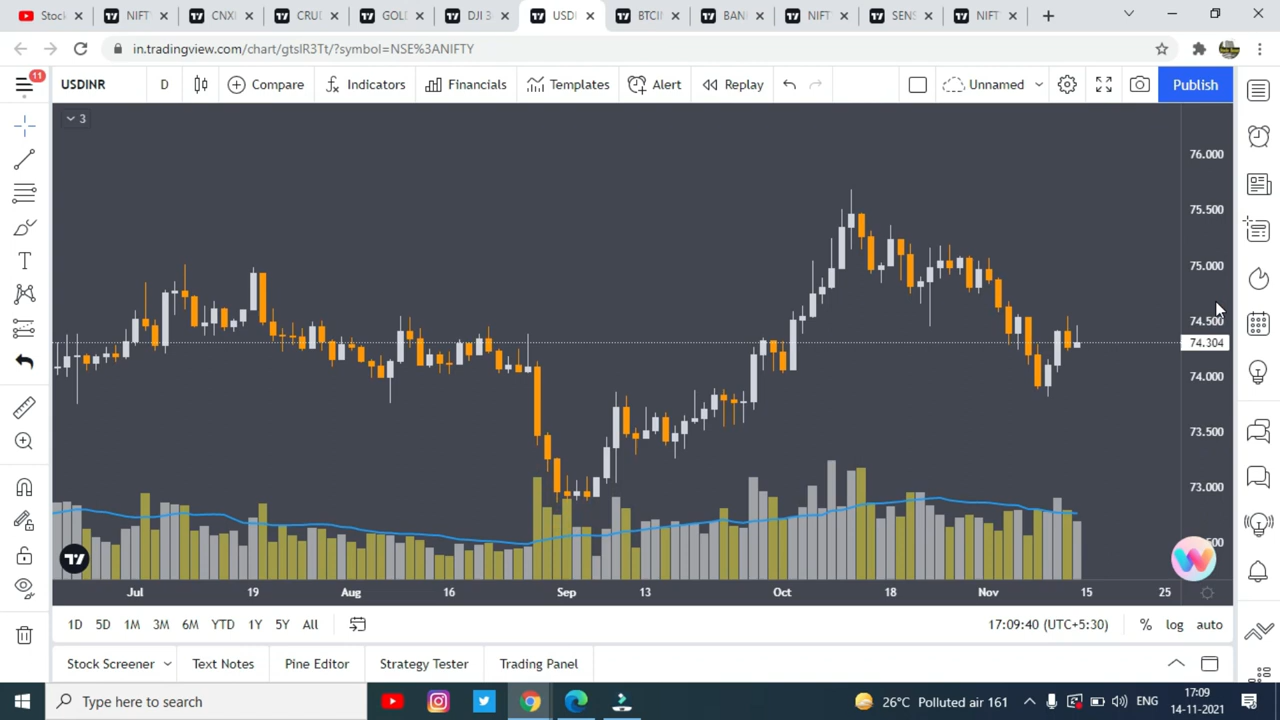 Stock
NIFT
CNX
CRU
GOL
DJI 3
USDI
BTCIN
BAN
NIFT
SENS
NIFT
in.tradingview.com/chart/gtslR3Tt/?symbol=NSE%3ANIFTY
11
USDINR
D
Compare
Indicators
Financials
Templates
Alert
Replay
Unnamed
Publish
3
76.000
75.500
75.000
74.500
74.304
74.000
73.500
73.000
Jul
19
Aug
16
Sep
13
Oct
18
Nov
15
25
1D 5D 1M 3M 6M YTD 1Y 5Y All
17:09:40 (UTC+5:30)
% log auto
Stock Screener
Text Notes
Pine Editor
Strategy Tester
Trading Panel
Type here to search
26°C Polluted air 161
ENG
17:09
14-11-2021